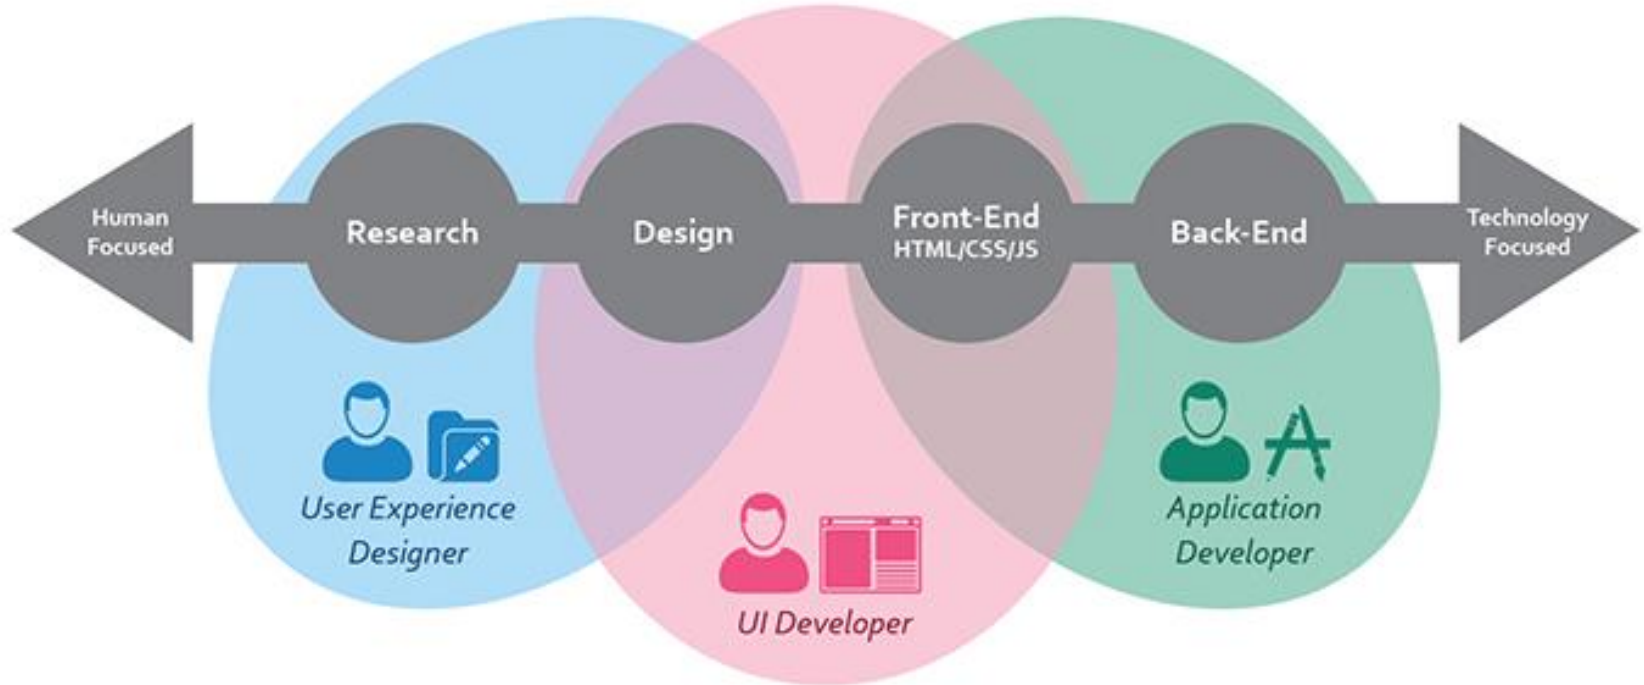 Human
Focused
Research
Design
Front-End
HTML/CSS/JS
Back-End
Technology
Focused
User Experience
Designer
UI Developer
Application
Developer